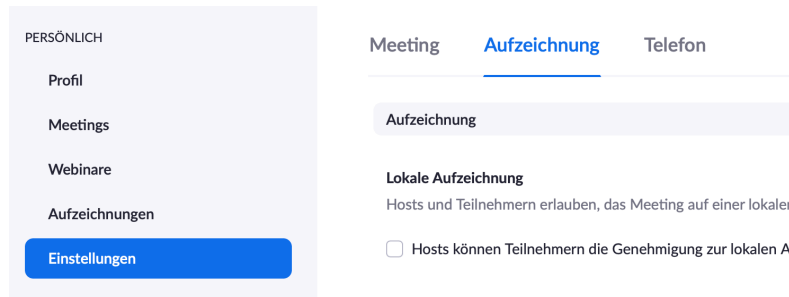 PERSÖNLICH
Profil
Meetings
Webinare
Aufzeichnungen
Einstellungen
Meeting Aufzeichnung Telefon
Aufzeichnung
Lokale Aufzeichnung
Hosts und Teilnehmern erlauben, das Meeting auf einer lokalen
Hosts können Teilnehmern die Genehmigung zur lokalen A